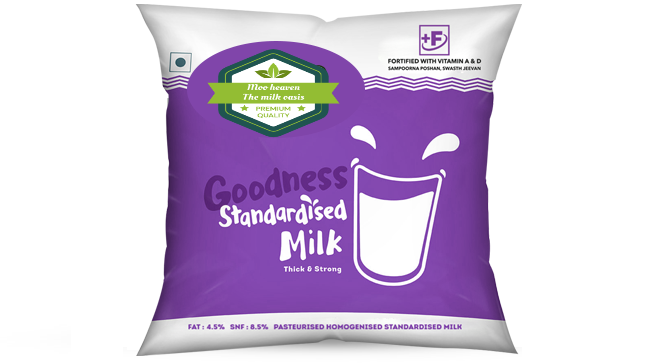 +F
FORTIFIED WITH VITAMIN A & D
SAMPOORNA POSHAN, SWASTH JEEVAN
Moo heaven
The milk oasis
PREMIUM
QUALITY
Goodness
Standardised
Milk
Thick & Strong
FAT : 4.5% SNF : 8.5% PASTEURISED HOMOGENISED STANDARDISED MILK